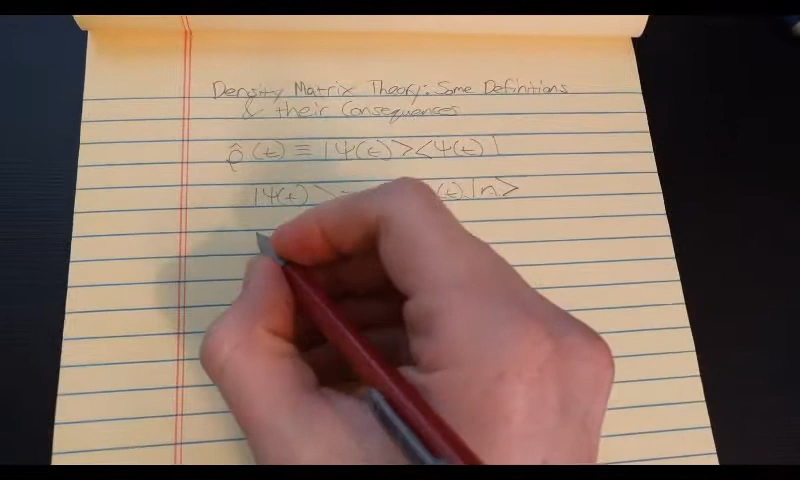 Density Matrix Theory: Some Definitions
& their Consequences
ρ̂(t) ≡ |Ψ(t)><Ψ(t)|
|Ψ(t)> = (t)|n>